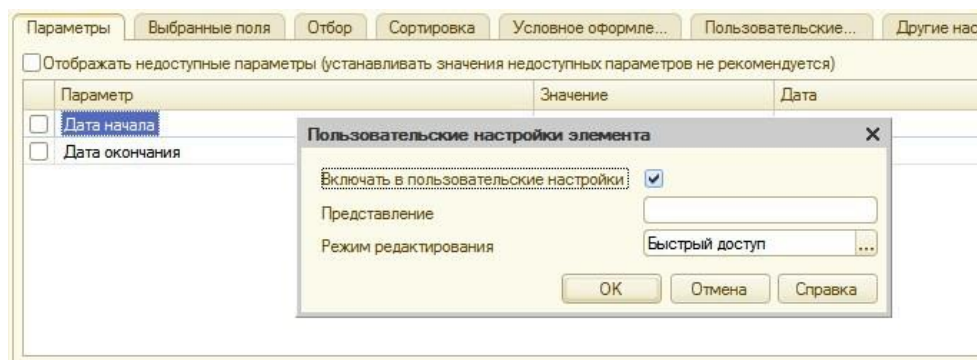 Параметры Выбранные поля Отбор Сортировка Условное оформле... Пользовательские... Другие нас
Отображать недоступные параметры (устанавливать значения недоступных параметров не рекомендуется)
Параметр Значение Дата
Дата начала
Дата окончания
Пользовательские настройки элемента
Включать в пользовательские настройки
Представление
Режим редактирования Быстрый доступ ...
OK Отмена Справка